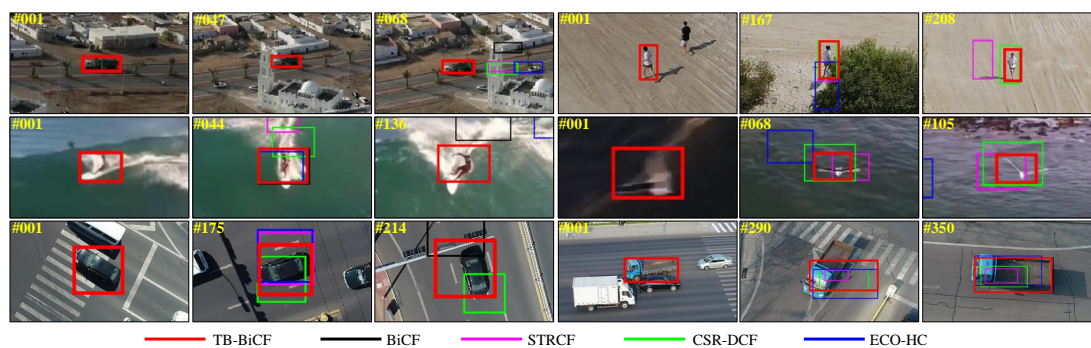 #001 #047 #068 #001 #167 #208
#001 #044 #136 #001 #068 #105
#001 #175 #214 #001 #290 #350
TB-BiCF BiCF STRCF CSR-DCF ECO-HC